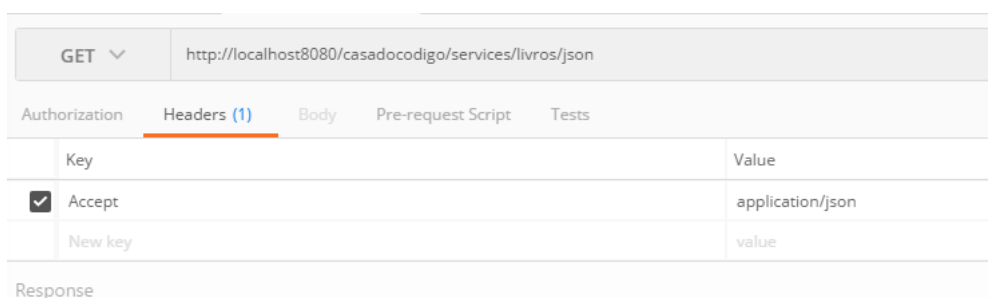 GET http://localhost8080/casadocodigo/services/livros/json
Authorization Headers (1) Body Pre-request Script Tests
Key Value
Accept application/json
New key value
Response